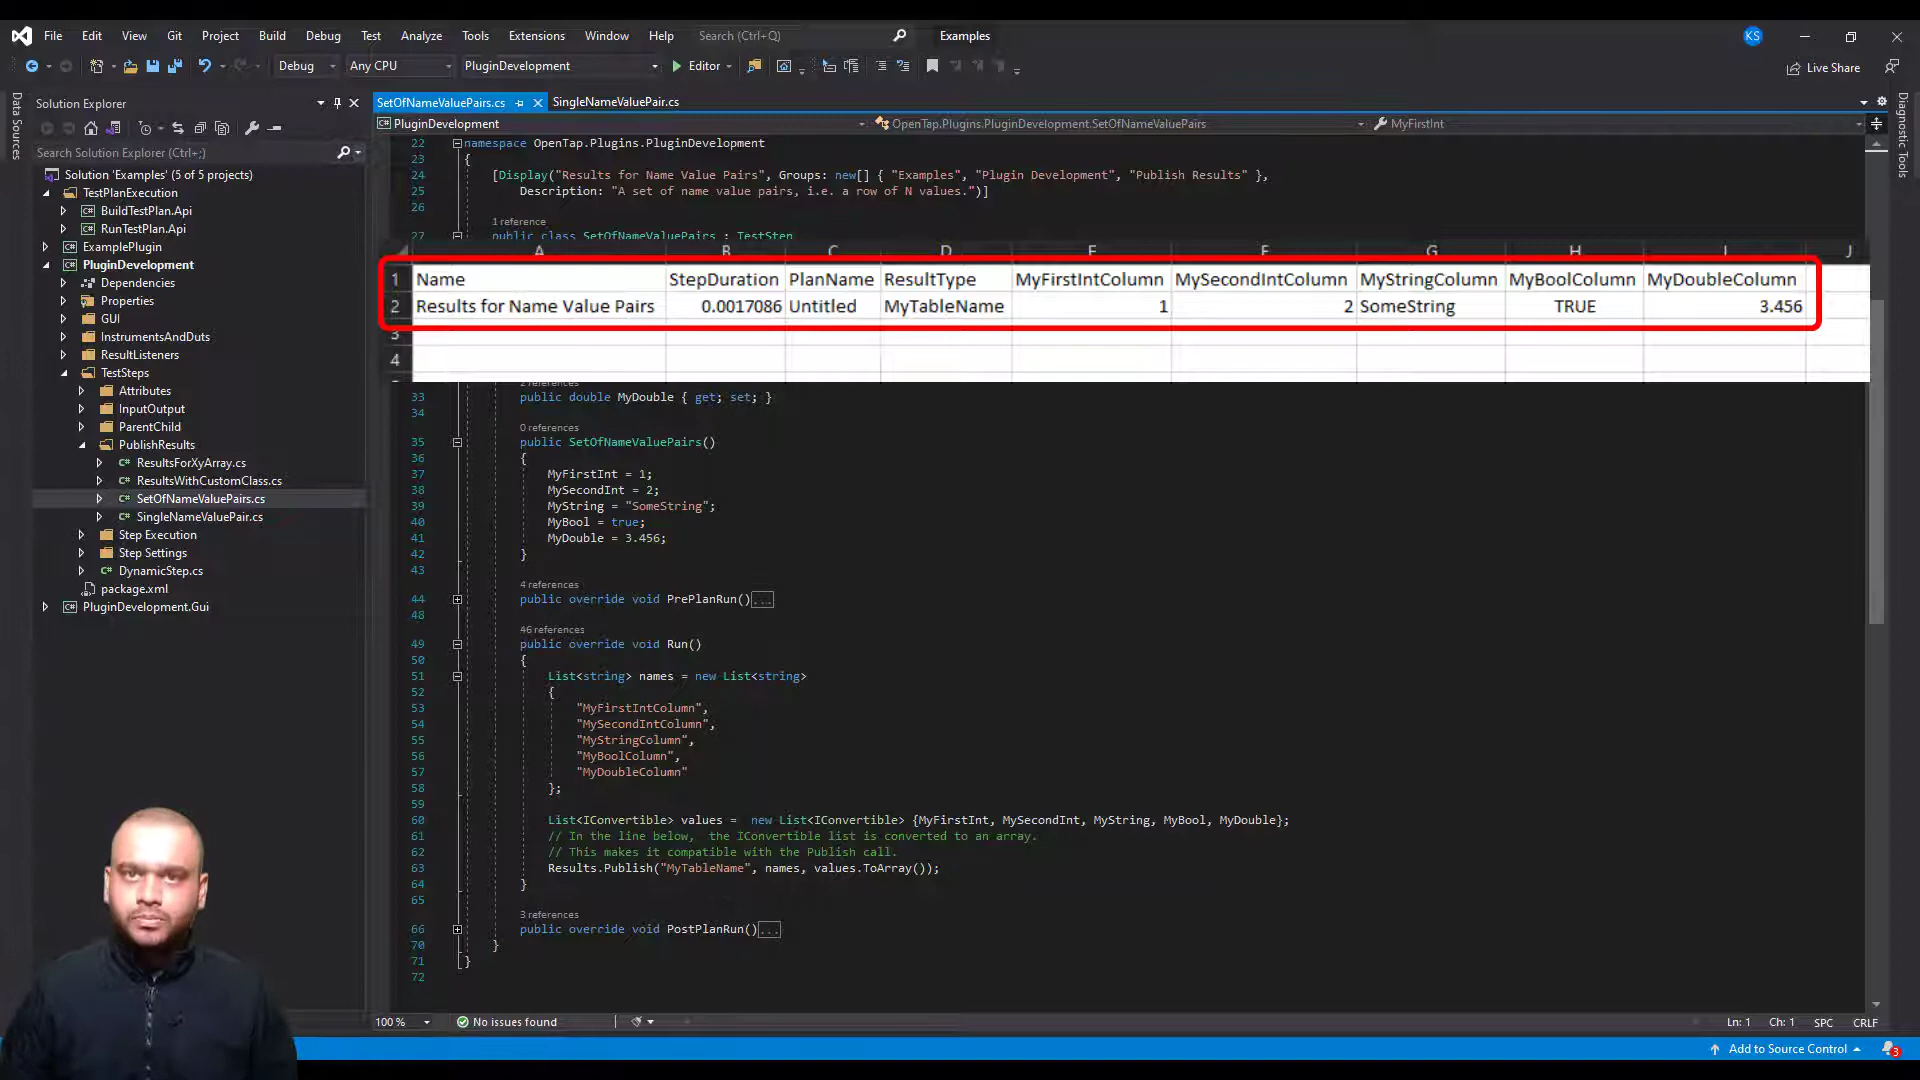 File Edit View Git Project Build Debug Test Analyze Tools Extensions Window Help Search (Ctrl+Q) Examples KS
Debug Any CPU PluginDevelopment Editor Live Share
Data Sources
Solution Explorer
Search Solution Explorer (Ctrl+;)
Solution 'Examples' (5 of 5 projects)
TestPlanExecution
BuildTestPlan.Api
RunTestPlan.Api
ExamplePlugin
PluginDevelopment
Dependencies
Properties
GUI
InstrumentsAndDuts
ResultListeners
TestSteps
Attributes
InputOutput
ParentChild
PublishResults
ResultsForXyArray.cs
ResultsWithCustomClass.cs
SetOfNameValuePairs.cs
SingleNameValuePair.cs
Step Execution
Step Settings
DynamicStep.cs
package.xml
PluginDevelopment.Gui
SetOfNameValuePairs.cs SingleNameValuePair.cs
PluginDevelopment OpenTap.Plugins.PluginDevelopment.SetOfNameValuePairs MyFirstInt
Diagnostic Tools
22 namespace OpenTap.Plugins.PluginDevelopment
23 {
24 [Display("Results for Name Value Pairs", Groups: new[] { "Examples", "Plugin Development", "Publish Results" },
25 Description: "A set of name value pairs, i.e. a row of N values.")]
26
1 reference
27 public class SetOfNameValuePairs : TestStep
A B C D E F G H I J
1 Name StepDuration PlanName ResultType MyFirstIntColumn MySecondIntColumn MyStringColumn MyBoolColumn MyDoubleColumn
2 Results for Name Value Pairs 0.0017086 Untitled MyTableName 1 2 SomeString TRUE 3.456
3
4
2 references
33 public double MyDouble { get; set; }
34
0 references
35 public SetOfNameValuePairs()
36 {
37 MyFirstInt = 1;
38 MySecondInt = 2;
39 MyString = "SomeString";
40 MyBool = true;
41 MyDouble = 3.456;
42 }
43
4 references
44 public override void PrePlanRun()...
48
46 references
49 public override void Run()
50 {
51 List<string> names = new List<string>
52 {
53 "MyFirstIntColumn",
54 "MySecondIntColumn",
55 "MyStringColumn",
56 "MyBoolColumn",
57 "MyDoubleColumn"
58 };
59
60 List<IConvertible> values = new List<IConvertible> {MyFirstInt, MySecondInt, MyString, MyBool, MyDouble};
61 // In the line below, the IConvertible list is converted to an array.
62 // This makes it compatible with the Publish call.
63 Results.Publish("MyTableName", names, values.ToArray());
64 }
65
3 references
66 public override void PostPlanRun()...
70 }
71 }
72
100 % No issues found Ln: 1 Ch: 1 SPC CRLF
Add to Source Control 3